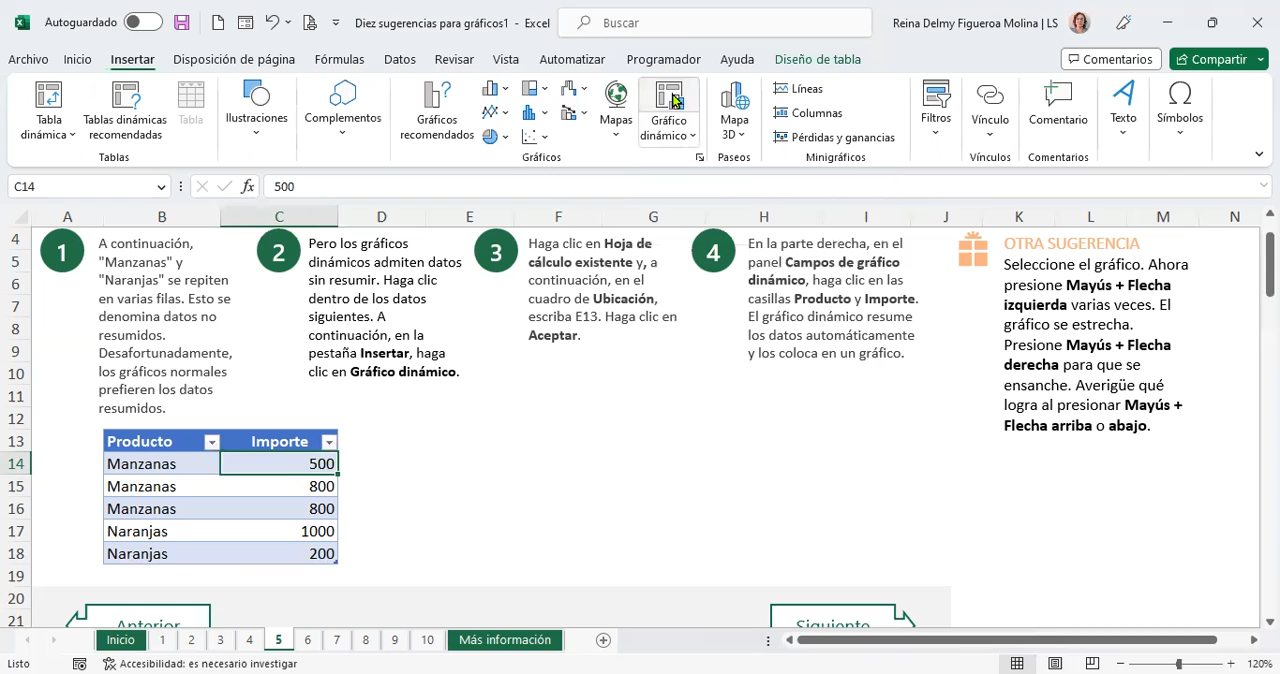 Autoguardado
Diez sugerencias para gráficos1 - Excel
Buscar
Reina Delmy Figueroa Molina | LS
Archivo Inicio Insertar Disposición de página Fórmulas Datos Revisar Vista Automatizar Programador Ayuda Diseño de tabla
Comentarios
Compartir
Tabla dinámica
Tablas dinámicas recomendadas
Tabla
Tablas
Ilustraciones
Complementos
Gráficos recomendados
Mapas
Gráfico dinámico
Gráficos
Mapa 3D
Paseos
Líneas
Columnas
Pérdidas y ganancias
Minigráficos
Filtros
Vínculo
Vínculos
Comentario
Comentarios
Texto
Símbolos
C14
fx
500
A B C D E F G H I J K L M N
4
5
6
7
8
9
10
11
12
13
14
15
16
17
18
19
20
21
1
A continuación,
"Manzanas" y
"Naranjas" se repiten
en varias filas. Esto se
denomina datos no
resumidos.
Desafortunadamente,
los gráficos normales
prefieren los datos
resumidos.
2
Pero los gráficos
dinámicos admiten datos
sin resumir. Haga clic
dentro de los datos
siguientes. A
continuación, en la
pestaña Insertar, haga
clic en Gráfico dinámico.
3
Haga clic en Hoja de
cálculo existente y, a
continuación, en el
cuadro de Ubicación,
escriba E13. Haga clic en
Aceptar.
4
En la parte derecha, en el
panel Campos de gráfico
dinámico, haga clic en las
casillas Producto y Importe.
El gráfico dinámico resume
los datos automáticamente
y los coloca en un gráfico.
OTRA SUGERENCIA
Seleccione el gráfico. Ahora
presione Mayús + Flecha
izquierda varias veces. El
gráfico se estrecha.
Presione Mayús + Flecha
derecha para que se
ensanche. Averigüe qué
logra al presionar Mayús +
Flecha arriba o abajo.
Producto Importe
Manzanas 500
Manzanas 800
Manzanas 800
Naranjas 1000
Naranjas 200
Anterior
Siguiente
Inicio 1 2 3 4 5 6 7 8 9 10 Más información
Listo
Accesibilidad: es necesario investigar
120%